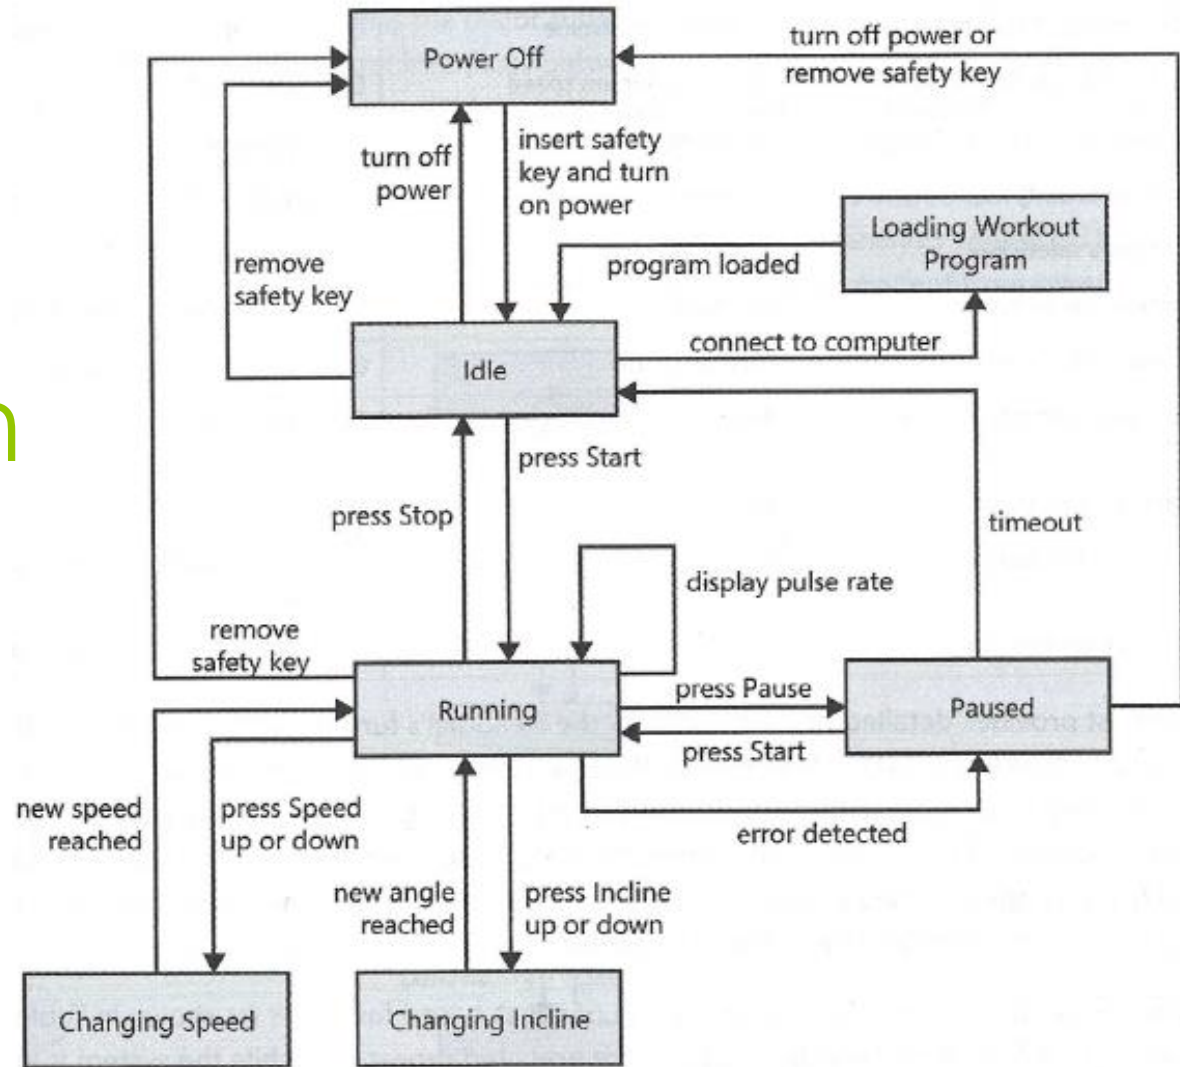 Power Off
turn off power or
remove safety key
turn off
power
insert safety
key and turn
on power
Loading Workout
Program
program loaded
remove
safety key
connect to computer
Idle
press Start
press Stop
timeout
display pulse rate
remove
safety key
press Pause
Running
Paused
press Start
new speed
reached
press Speed
up or down
error detected
new angle
reached
press Incline
up or down
Changing Speed
Changing Incline